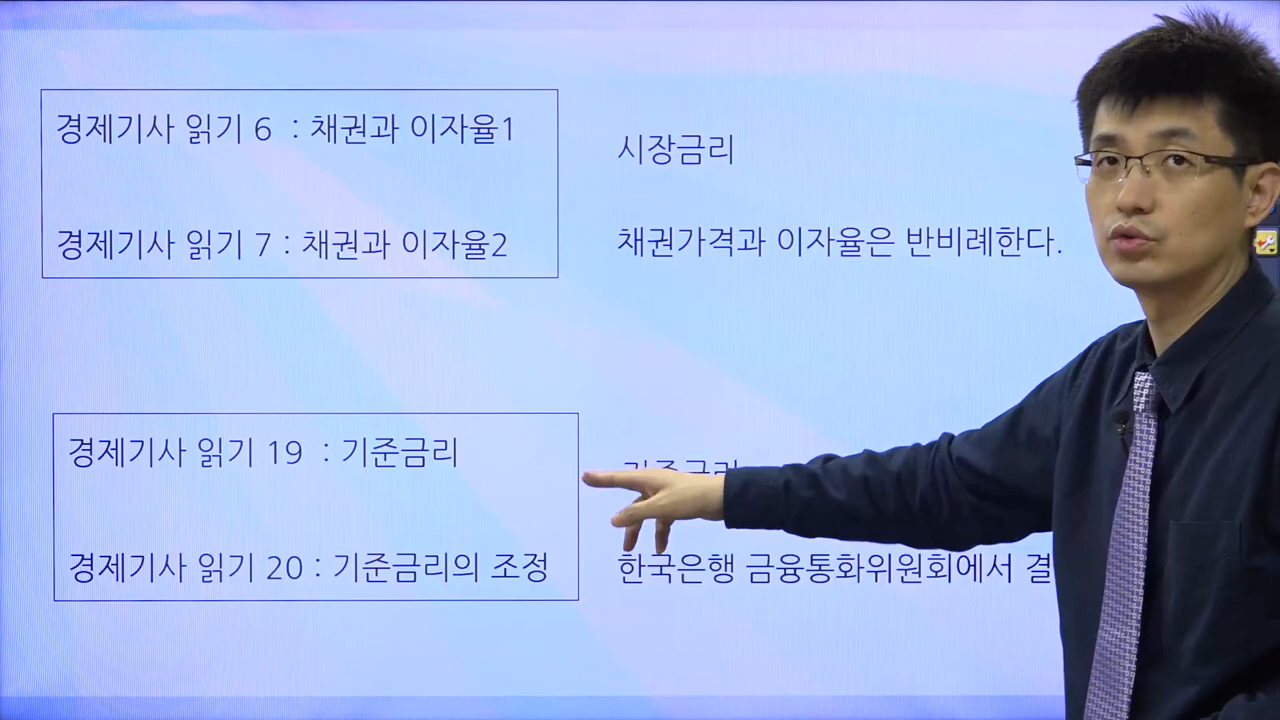 경제기사 읽기 6 : 채권과 이자율1
시장금리
경제기사 읽기 7 : 채권과 이자율2
채권가격과 이자율은 반비례한다.
경제기사 읽기 19 : 기준금리
경제기사 읽기 20 : 기준금리의 조정
한국은행 금융통화위원회에서 결